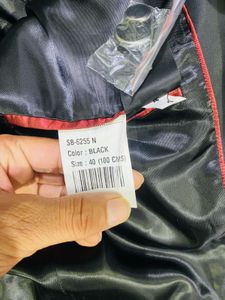 SB-6255 N
Color : BLACK
Size : 40 (100 CMS)